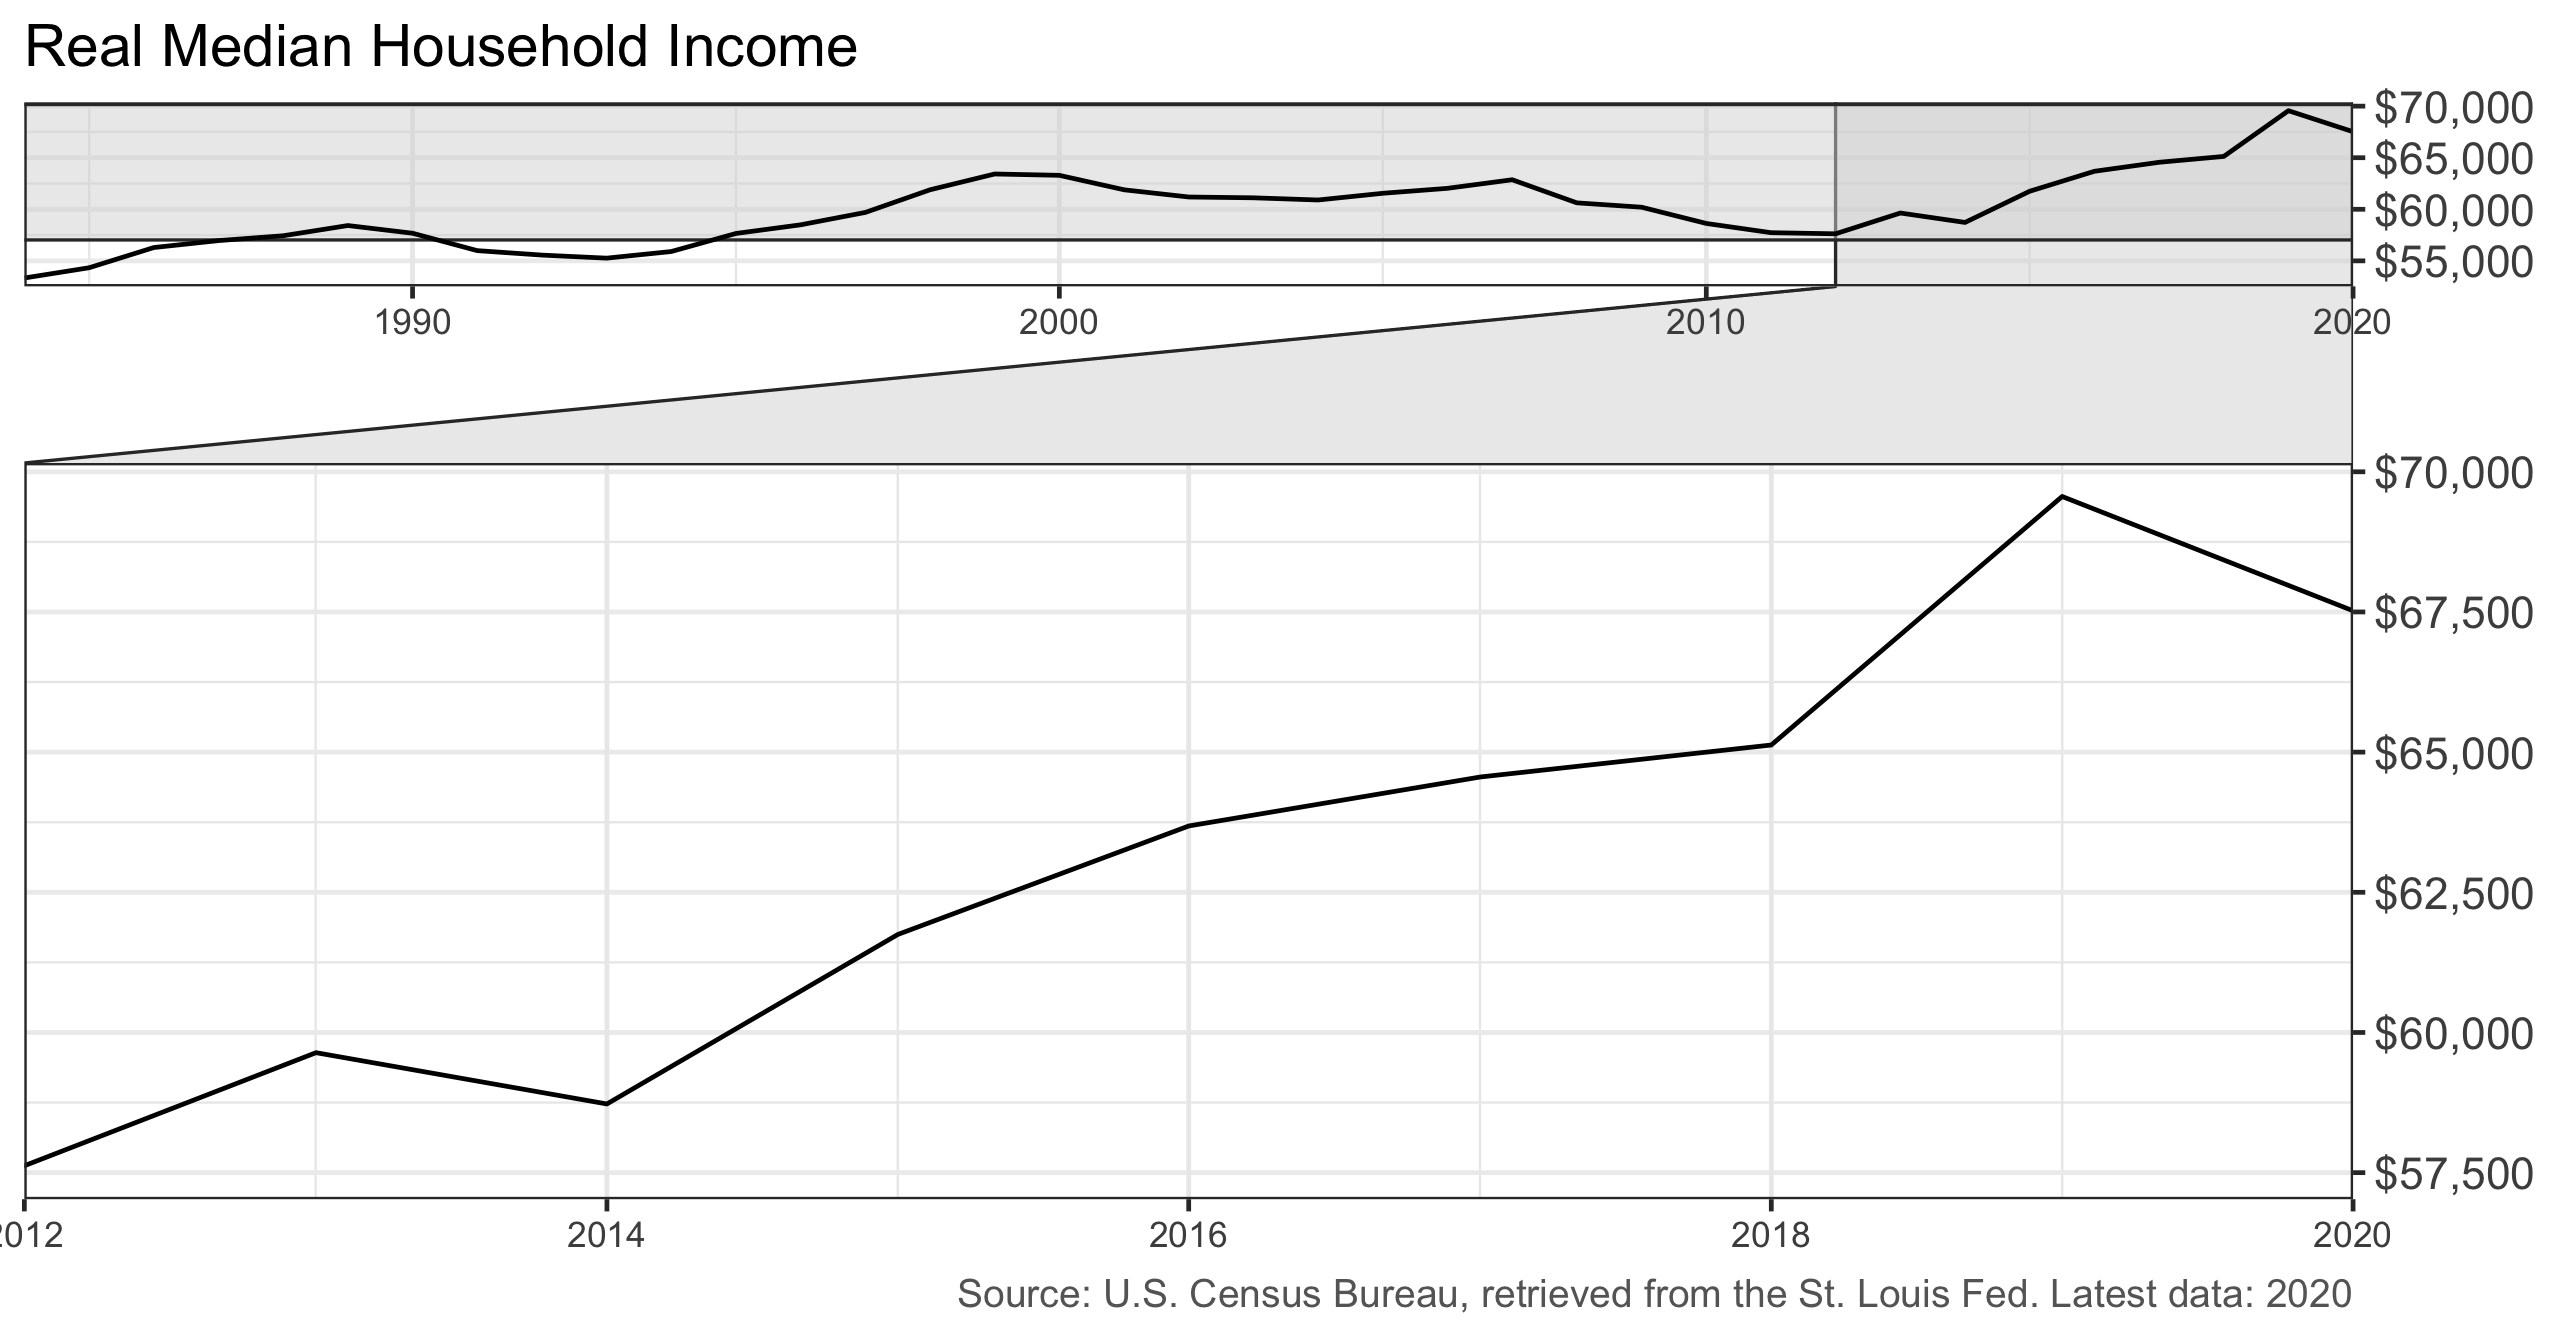 Real Median Household Income
$70,000
$65,000
$60,000
$55,000
1990 2000 2010 2020
$70,000
$67,500
$65,000
$62,500
$60,000
$57,500
2012 2014 2016 2018 2020
Source: U.S. Census Bureau, retrieved from the St. Louis Fed. Latest data: 2020